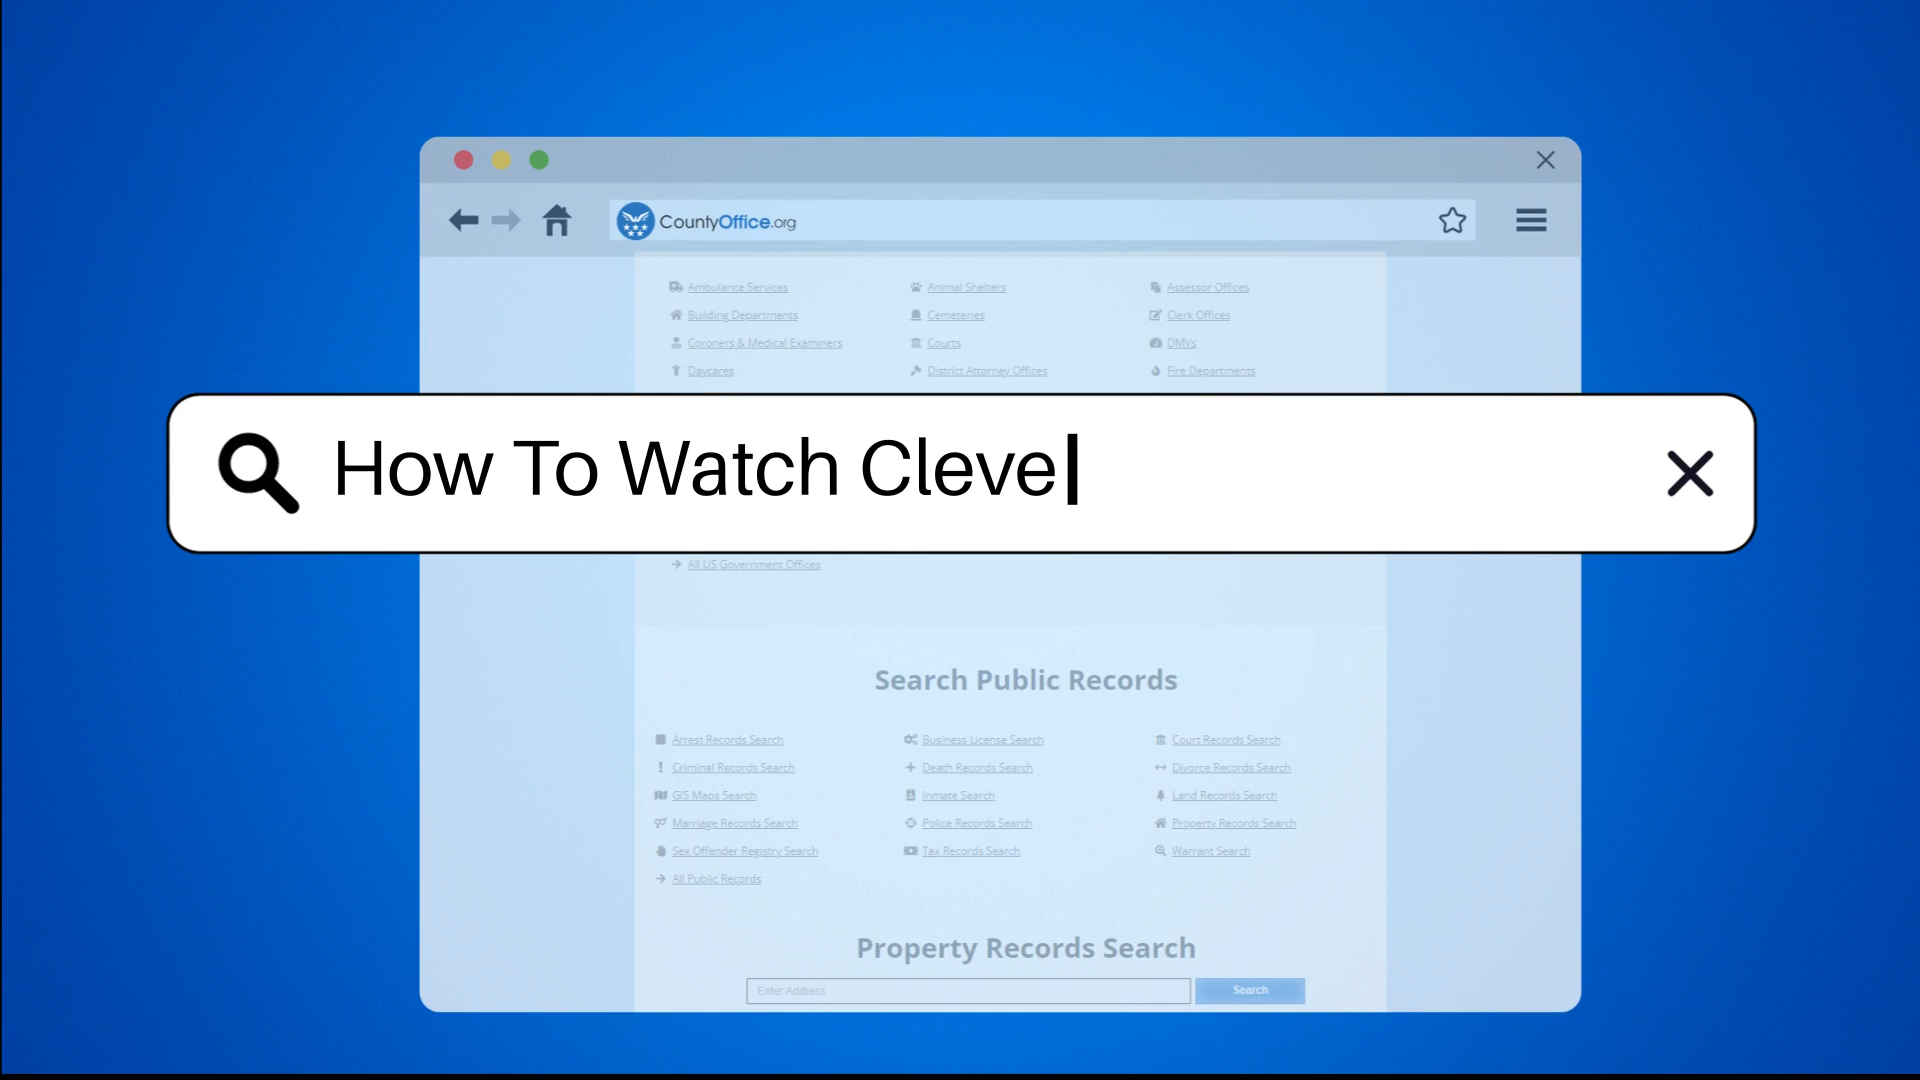 CountyOffice.org
Ambulance Services Animal Shelters Assessor Offices
Building Departments Cemeteries Clerk Offices
Coroners & Medical Examiners Courts DMVs
Daycares District Attorney Offices Fire Departments
How To Watch Cleve
All US Government Offices
Search Public Records
Arrest Records Search Business License Search Court Records Search
Criminal Records Search Death Records Search Divorce Records Search
GIS Maps Search Inmate Search Land Records Search
Marriage Records Search Police Records Search Property Records Search
Sex Offender Registry Search Tax Records Search Warrant Search
All Public Records
Property Records Search
Enter Address Search